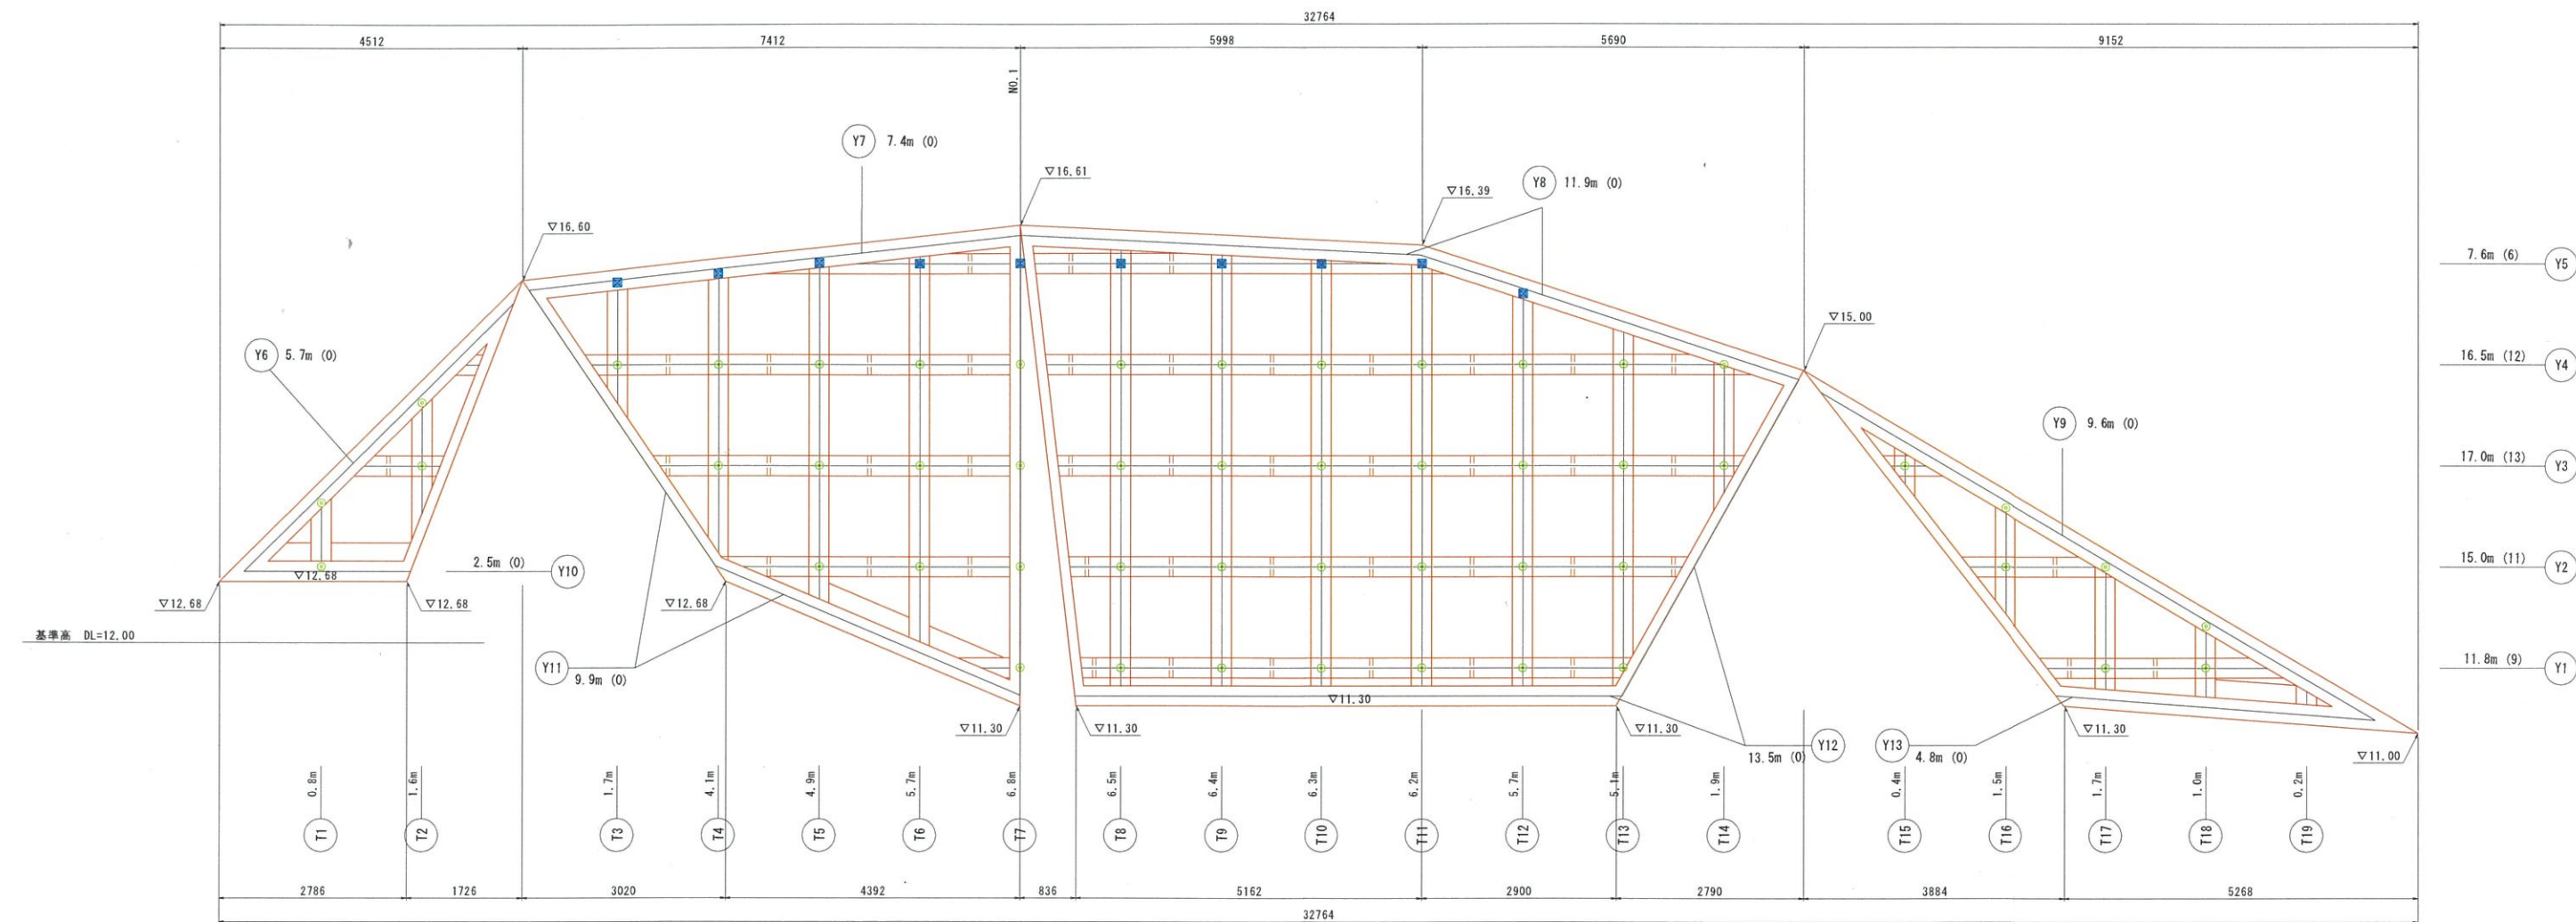 32764
4512
7412
5998
5690
9152
NO.1
Y7 7.4m (0)
▽16.61
Y8 11.9m (0)
▽16.39
▽16.60
7.6m (6) Y5
▽15.00
Y6 5.7m (0)
16.5m (12) Y4
Y9 9.6m (0)
17.0m (13) Y3
2.5m (0) Y10
▽12.68
15.0m (11) Y2
▽12.68
▽12.68
▽12.68
基準高 DL=12.00
Y11
9.9m (0)
11.8m (9) Y1
▽11.30
▽11.30
▽11.30
▽11.30
▽11.30
Y12
13.5m (0)
Y13
4.8m (0)
▽11.00
0.8m
1.6m
1.7m
4.1m
4.9m
5.7m
6.8m
6.5m
6.4m
6.3m
6.2m
5.7m
5.1m
1.9m
0.4m
1.5m
1.7m
1.0m
0.2m
T1
T2
T3
T4
T5
T6
T7
T8
T9
T10
T11
T12
T13
T14
T15
T16
T17
T18
T19
2786
1726
3020
4392
836
5162
2900
2790
3884
5268
32764